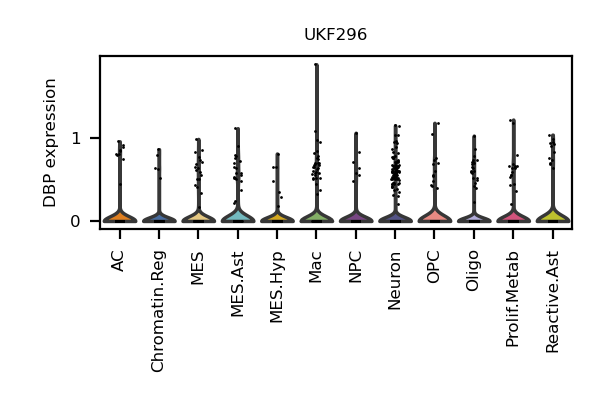 UKF296
DBP expression
1
0
AC
Chromatin.Reg
MES
MES.Ast
MES.Hyp
Mac
NPC
Neuron
OPC
Oligo
Prolif.Metab
Reactive.Ast